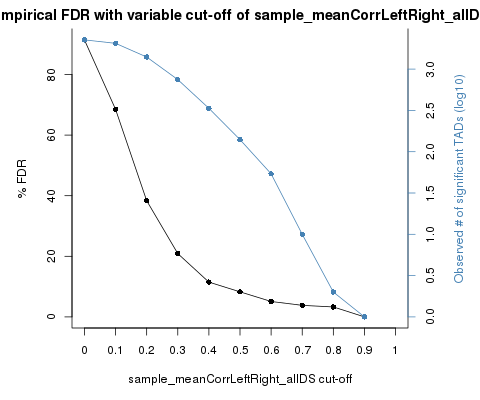 mpirical FDR with variable cut-off of sample_meanCorrLeftRight_allD
% FDR
0
20
40
60
80
0.0
0.5
1.0
1.5
2.0
2.5
3.0
Observed # of significant TADs (log10)
0 0.1 0.2 0.3 0.4 0.5 0.6 0.7 0.8 0.9 1
sample_meanCorrLeftRight_allDS cut-off